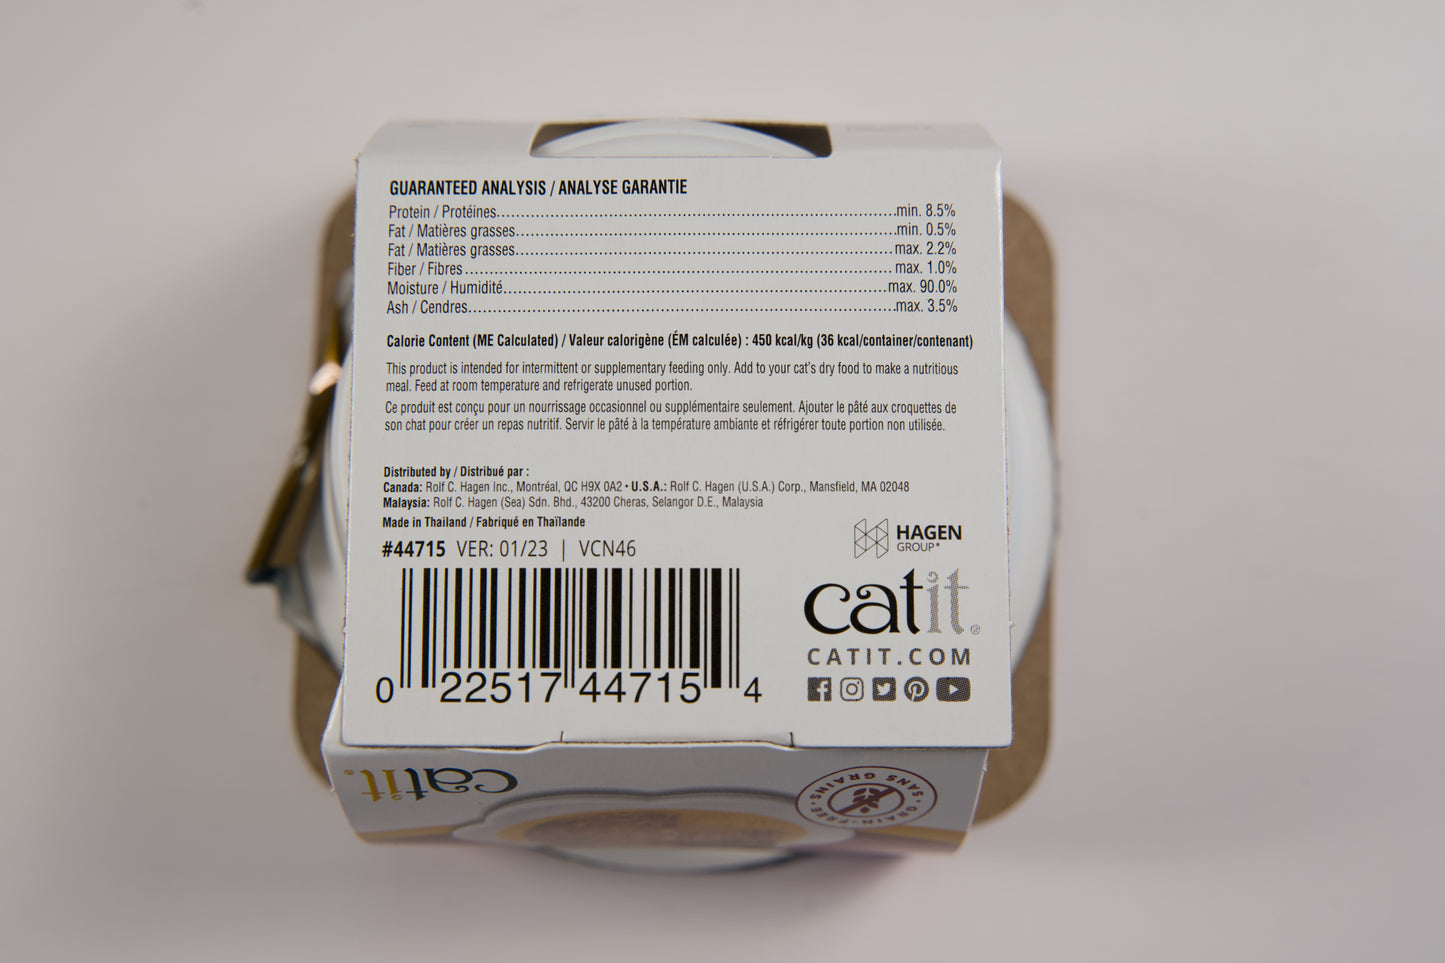 GUARANTEED ANALYSIS / ANALYSE GARANTIE
Protein / Protéines.....min. 8.5%
Fat / Matières grasses.....min. 0.5%
Fat / Matières grasses.....max. 2.2%
Fiber / Fibres.....max. 1.0%
Moisture / Humidité.....max. 90.0%
Ash / Cendres.....max. 3.5%
Calorie Content (ME Calculated) / Valeur calorigène (ÉM calculée) : 450 kcal/kg (36 kcal/container/contenant)
This product is intended for intermittent or supplementary feeding only. Add to your cat's dry food to make a nutritious
meal. Feed at room temperature and refrigerate unused portion.
Ce produit est conçu pour un nourrissage occasionnel ou supplémentaire seulement. Ajouter le pâté aux croquettes de
son chat pour créer un repas nutritif. Servir le pâté à la température ambiante et réfrigérer toute portion non utilisée.
Distributed by / Distribué par :
Canada: Rolf C. Hagen Inc., Montréal, QC H9X 0A2 • U.S.A.: Rolf C. Hagen (U.S.A.) Corp., Mansfield, MA 02048
Malaysia: Rolf C. Hagen (Sea) Sdn. Bhd., 43200 Cheras, Selangor D.E., Malaysia
Made in Thailand / Fabriqué en Thaïlande
#44715 VER: 01/23 | VCN46
HAGEN
GROUP®
catit®
CATIT.COM
0 22517 44715 4
catit®
GRAIN-FREE • SANS GRAINS •